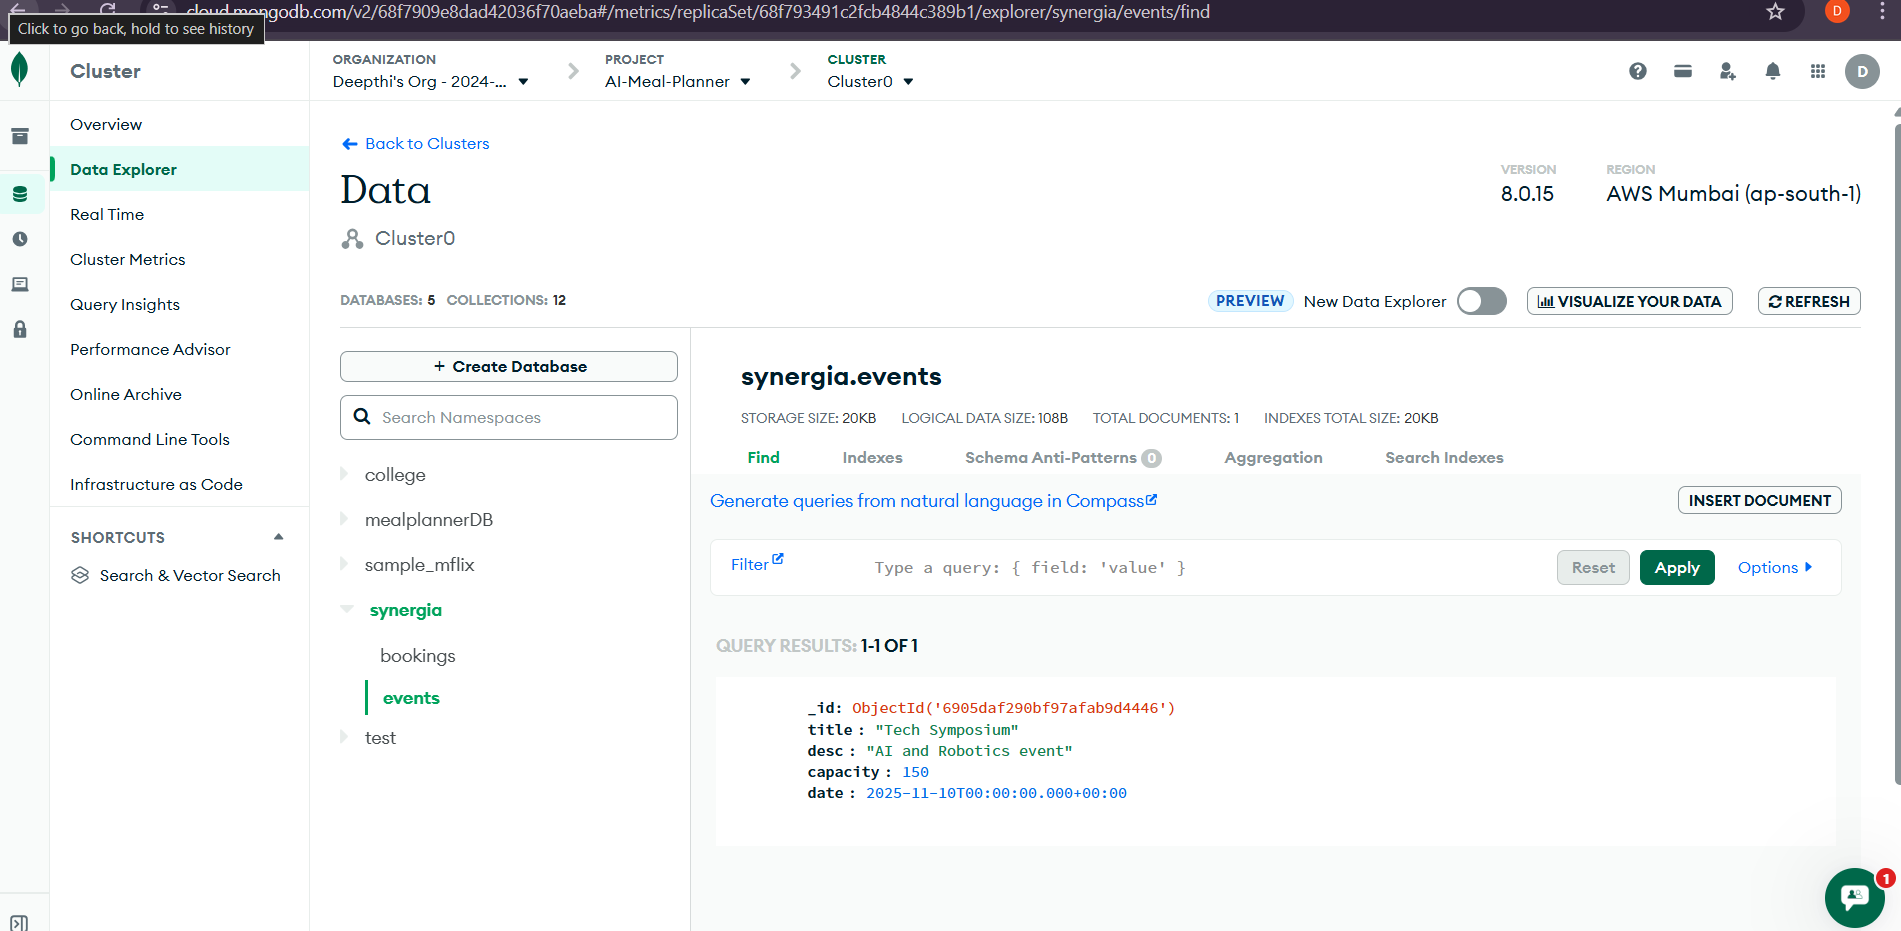 cloud.mongodb.com/v2/68f7909e8dad42036f70aeba#/metrics/replicaSet/68f793491c2fcb4844c389b1/explorer/synergia/events/find
D
Click to go back, hold to see history
Cluster
ORGANIZATION
Deepthi's Org - 2024-...
PROJECT
AI-Meal-Planner
CLUSTER
Cluster0
D
Overview
Data Explorer
Real Time
Cluster Metrics
Query Insights
Performance Advisor
Online Archive
Command Line Tools
Infrastructure as Code
SHORTCUTS
Search & Vector Search
Back to Clusters
Data
Cluster0
VERSION
8.0.15
REGION
AWS Mumbai (ap-south-1)
DATABASES: 5 COLLECTIONS: 12
PREVIEW New Data Explorer
VISUALIZE YOUR DATA
REFRESH
+ Create Database
Search Namespaces
college
mealplannerDB
sample_mflix
synergia
bookings
events
test
synergia.events
STORAGE SIZE: 20KB LOGICAL DATA SIZE: 108B TOTAL DOCUMENTS: 1 INDEXES TOTAL SIZE: 20KB
Find Indexes Schema Anti-Patterns 0 Aggregation Search Indexes
Generate queries from natural language in Compass
INSERT DOCUMENT
Filter
Type a query: { field: 'value' }
Reset
Apply
Options
QUERY RESULTS: 1-1 OF 1
_id: ObjectId('6905daf290bf97afab9d4446')
title : "Tech Symposium"
desc : "AI and Robotics event"
capacity : 150
date : 2025-11-10T00:00:00.000+00:00
1